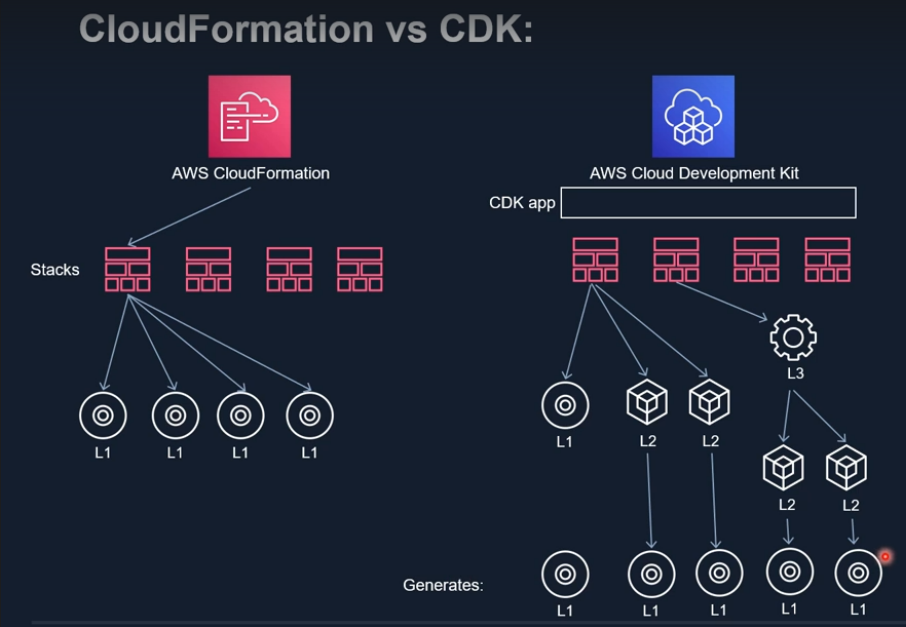 CloudFormation vs CDK:
AWS CloudFormation
AWS Cloud Development Kit
CDK app
Stacks
L3
L1
L2
L2
L1
L1
L1
L1
L2
L2
Generates:
L1
L1
L1
L1
L1